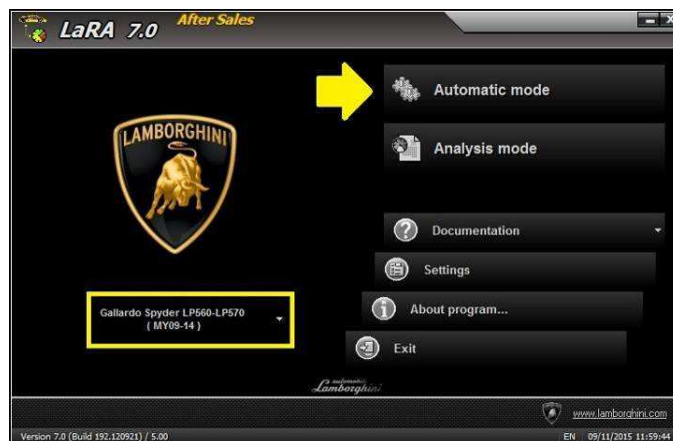 LaRA 7.0
After Sales
LAMBORGHINI
Automatic mode
Analysis mode
Documentation
Settings
About program...
Exit
Gallardo Spyder LP560-LP570
( MY09-14 )
automobili
Lamborghini
www.lamborghini.com
Version 7.0 (Build 192.120921) / 5.00
EN
09/11/2015 11:59:44